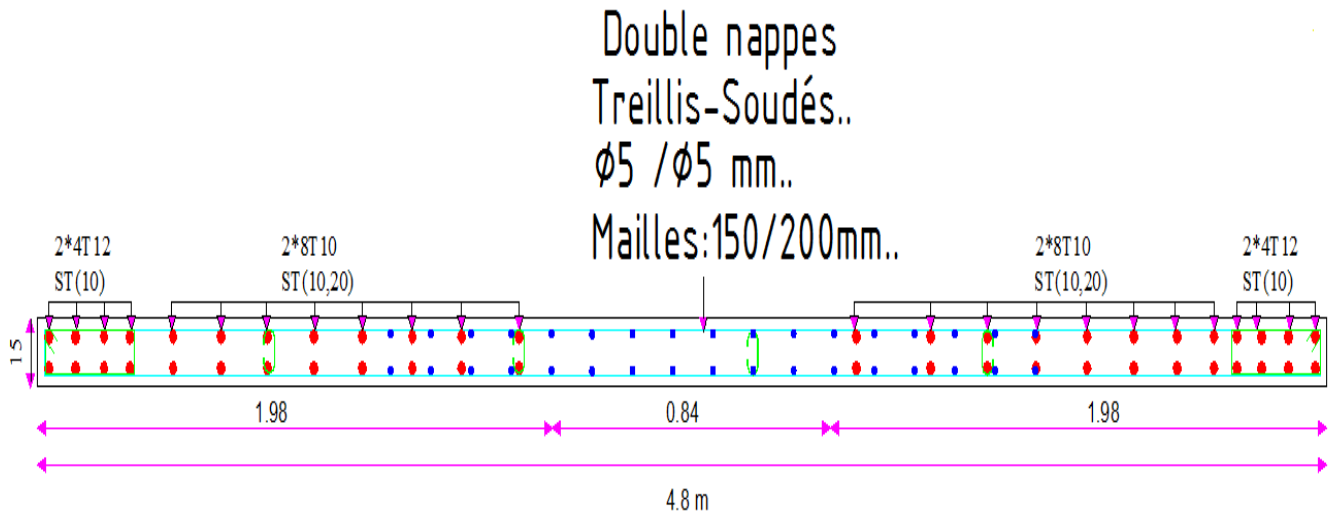 Double nappes
Treillis-Soudés..
Ø5 /Ø5 mm..
Mailles:150/200mm..
2*4T12
ST(10)
2*8T10
ST(10,20)
2*8T10
ST(10,20)
2*4T12
ST(10)
15
1.98
0.84
1.98
4.8 m